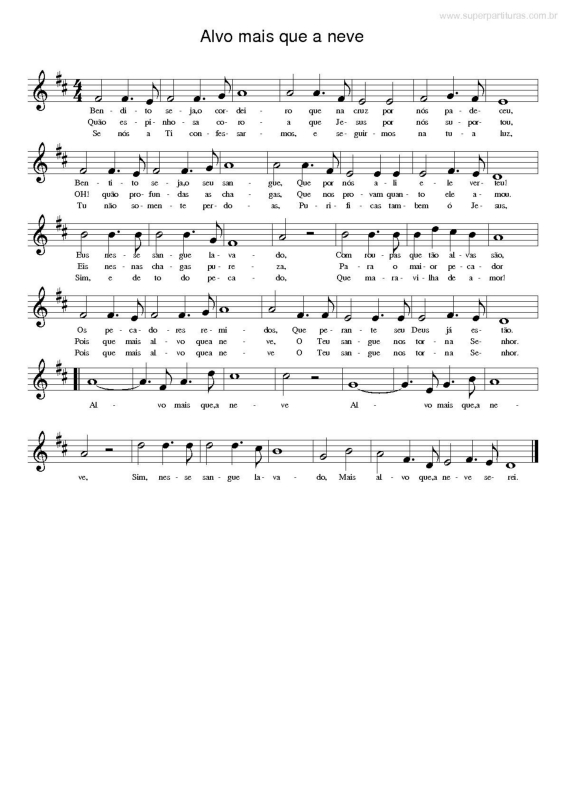 www.superpartituras.com.br
Alvo mais que a neve
Ben - di - to se - ja,o cor - dei - ro que na cruz por nós pa - de - ceu,
Quão es - pi - nho - sa co - ro - a que Je - sus por nós su - por - tou,
Se nós a Ti con - fes - sar - mos, e se - guir - mos na tu - a luz,
Ben - ti - to se - ja,o seu san - gue, Que por nós a - li e - le ver - teu!
OH! quão pro - fun - das as cha - gas, Que nos pro - vam quan - to ele a - mou.
Tu não so - men - te per - do - as, Pu - ri - fi - cas tam - bem ó Je - sus,
Eus nes - se san - gue la - va - do, Com rou - pas que tão al - vas são,
Eis nes - nas cha - gas pu - re - za, Pa - ra o mai - or pe - ca - dor
Sim, e de to do pe - ca - do, Que ma - ra - vi - lha de a - mor!
Os pe - ca - do - res re - mi - dos, Que pe - ran - te seu Deus já es - tão.
Pois que mais al - vo quea ne - ve, O Teu san - gue nos tor - na Se - nhor.
Pois que mais al - vo quea ne - ve, O Teu san - gue nos tor - na Se - nhor.
Al - vo mais que,a ne - ve Al - vo mais que,a ne -
ve, Sim, nes - se san - gue la - va - do, Mais al - vo que,a ne - ve se - rei.